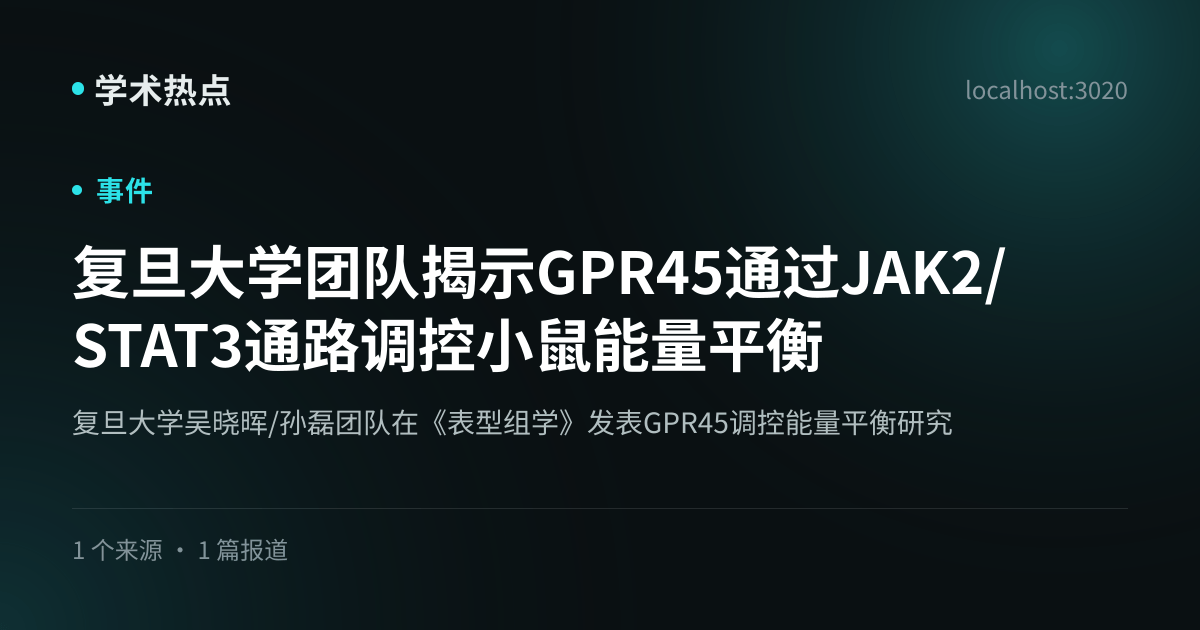 学术热点
localhost:3020
事件
复旦大学团队揭示GPR45通过JAK2/
STAT3通路调控小鼠能量平衡
复旦大学吴晓晖/孙磊团队在《表型组学》发表GPR45调控能量平衡研究
1 个来源 · 1 篇报道